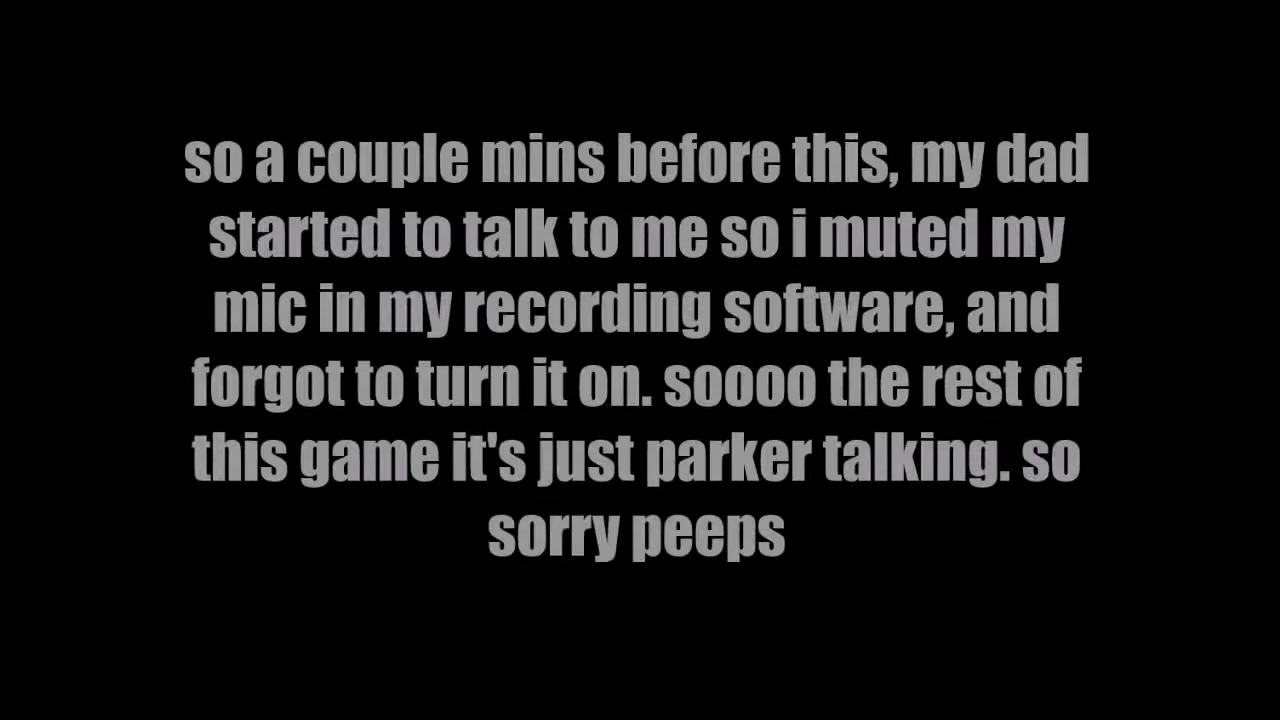 so a couple mins before this, my dad
started to talk to me so i muted my
mic in my recording software, and
forgot to turn it on. soooo the rest of
this game it's just parker talking. so
sorry peeps